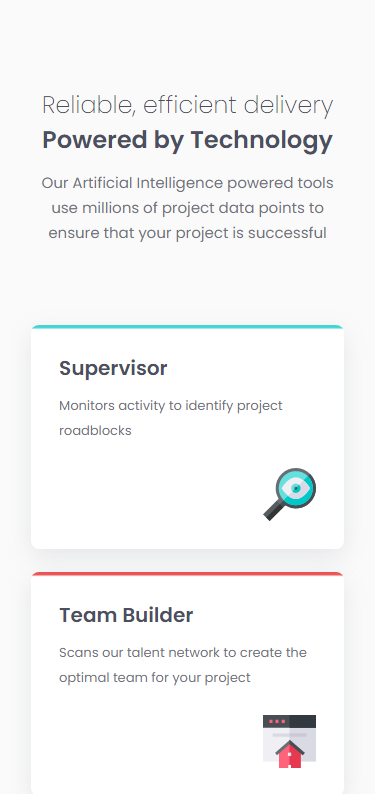 Reliable, efficient delivery
Powered by Technology
Our Artificial Intelligence powered tools
use millions of project data points to
ensure that your project is successful
Supervisor
Monitors activity to identify project
roadblocks
Team Builder
Scans our talent network to create the
optimal team for your project